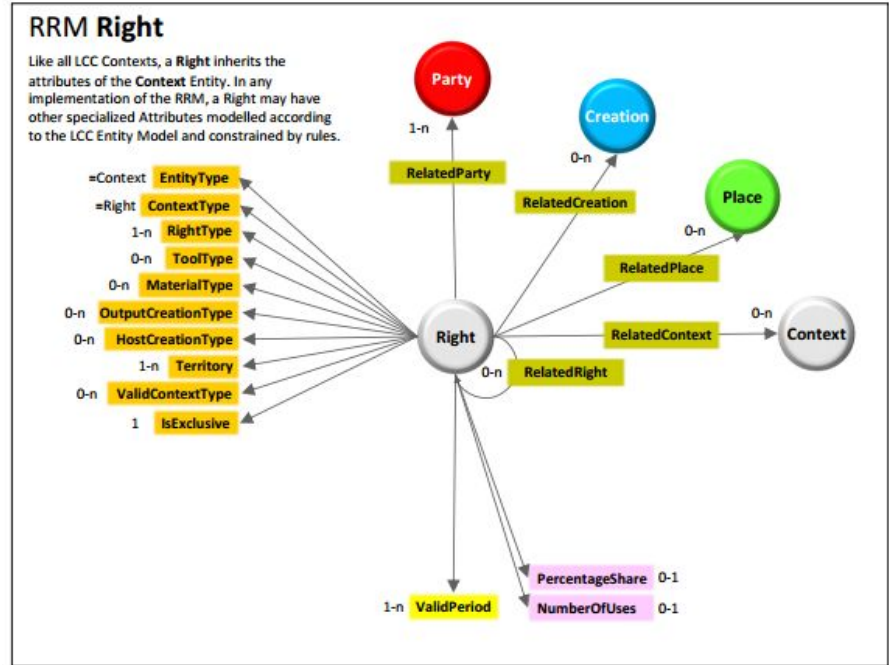 RRM Right
Like all LCC Contexts, a Right inherits the
attributes of the Context Entity. In any
implementation of the RRM, a Right may have
other specialized Attributes modelled according
to the LCC Entity Model and constrained by rules.
Party
1-n
RelatedParty
Creation
0-n
RelatedCreation
Place
0-n
RelatedPlace
=Context EntityType
=Right ContextType
1-n RightType
0-n ToolType
0-n MaterialType
0-n OutputCreationType
0-n HostCreationType
1-n Territory
0-n ValidContextType
1 IsExclusive
Right
RelatedContext
0-n
Context
0-n
RelatedRight
1-n ValidPeriod
PercentageShare 0-1
NumberOfUses 0-1